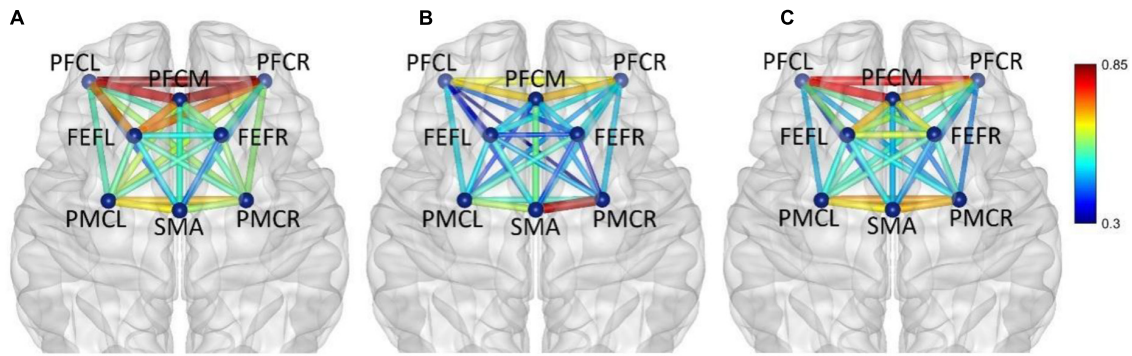 A
B
C
PFCL
PFCM
PFCR
FEFL
FEFR
PMCL
SMA
PMCR
PFCL
PFCM
PFCR
FEFL
FEFR
PMCL
SMA
PMCR
PFCL
PFCM
PFCR
FEFL
FEFR
PMCL
SMA
PMCR
0.85
0.3